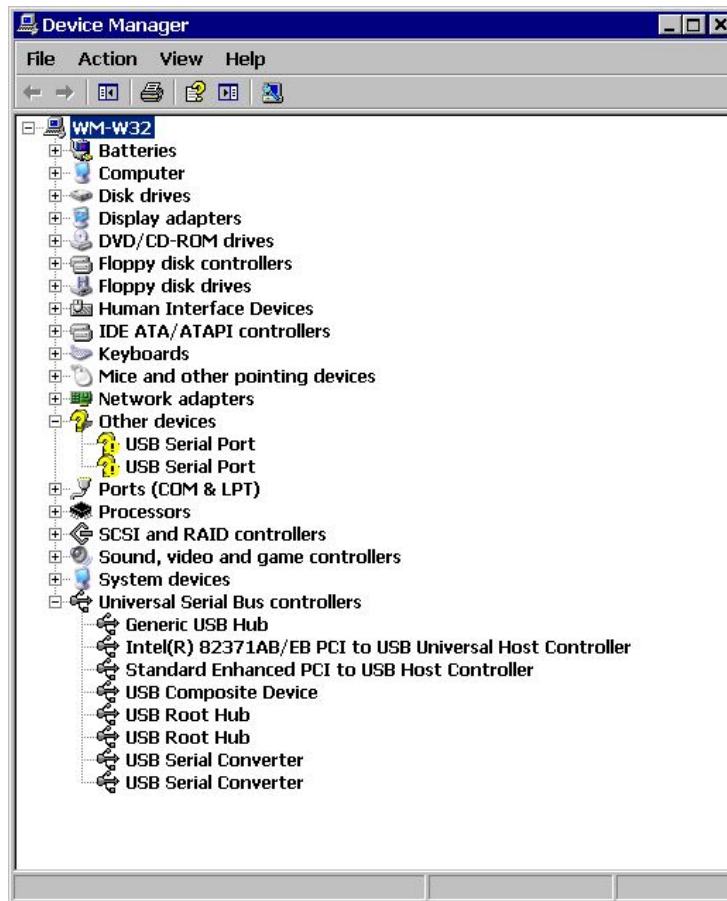 Device Manager
File Action View Help
WM-W32
Batteries
Computer
Disk drives
Display adapters
DVD/CD-ROM drives
Floppy disk controllers
Floppy disk drives
Human Interface Devices
IDE ATA/ATAPI controllers
Keyboards
Mice and other pointing devices
Network adapters
Other devices
USB Serial Port
USB Serial Port
Ports (COM & LPT)
Processors
SCSI and RAID controllers
Sound, video and game controllers
System devices
Universal Serial Bus controllers
Generic USB Hub
Intel(R) 82371AB/EB PCI to USB Universal Host Controller
Standard Enhanced PCI to USB Host Controller
USB Composite Device
USB Root Hub
USB Root Hub
USB Serial Converter
USB Serial Converter